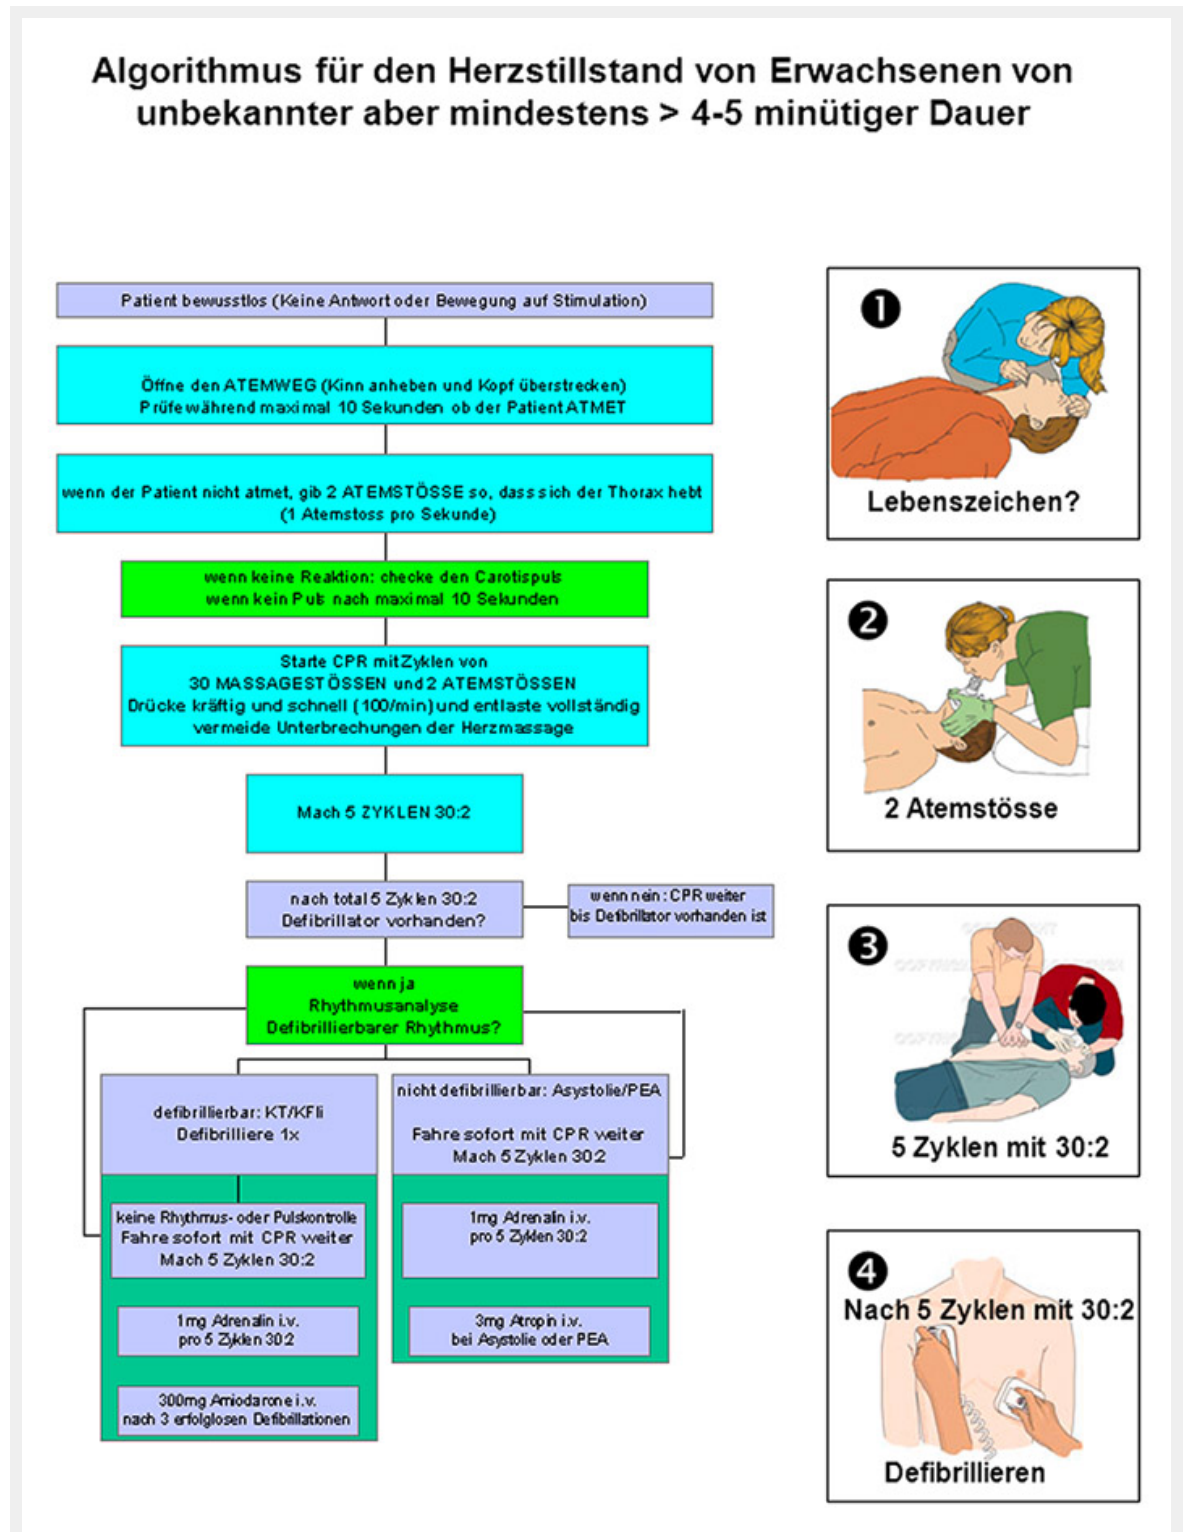 Algorithmus für den Herzstillstand von Erwachsenen von
unbekannter aber mindestens > 4-5 minütiger Dauer
Patient bewusstlos (Keine Antwort oder Bewegung auf Stimulation)
Öffne den ATEMWEG (Kinn anheben und Kopf überstrecken)
Prüfe während maximal 10 Sekunden ob der Patient ATMET
wenn der Patient nicht atmet, gib 2 ATEMSTÖSSE so, dass sich der Thorax hebt
(1 Atemstoss pro Sekunde)
wenn keine Reaktion: checke den Carotispuls
wenn kein Puls nach maximal 10 Sekunden
Starte CPR mit Zyklen von
30 MASSAGESTÖSSEN und 2 ATEMSTÖSSEN
Drücke kräftig und schnell (100/min) und entlaste vollständig
vermeide Unterbrechungen der Herzmassage
Mach 5 ZYKLEN 30:2
nach total 5 Zyklen 30:2
Defibrillator vorhanden?
wenn nein: CPR weiter
bis Defibrillator vorhanden ist
wenn ja
Rhythmusanalyse
Defibrillierbarer Rhythmus?
defibrillierbar: KT/KFli
Defibrilliere 1x
keine Rhythmus- oder Pulskontrolle
Fahre sofort mit CPR weiter
Mach 5 Zyklen 30:2
1mg Adrenalin i.v.
pro 5 Zyklen 30:2
300mg Amiodarone i.v.
nach 3 erfolglosen Defibrillationen
nicht defibrillierbar: Asystolie/PEA
Fahre sofort mit CPR weiter
Mach 5 Zyklen 30:2
1mg Adrenalin i.v.
pro 5 Zyklen 30:2
3mg Atropin i.v.
bei Asystolie oder PEA
1
Lebenszeichen?
2
2 Atemstösse
3
5 Zyklen mit 30:2
4
Nach 5 Zyklen mit 30:2
Defibrillieren